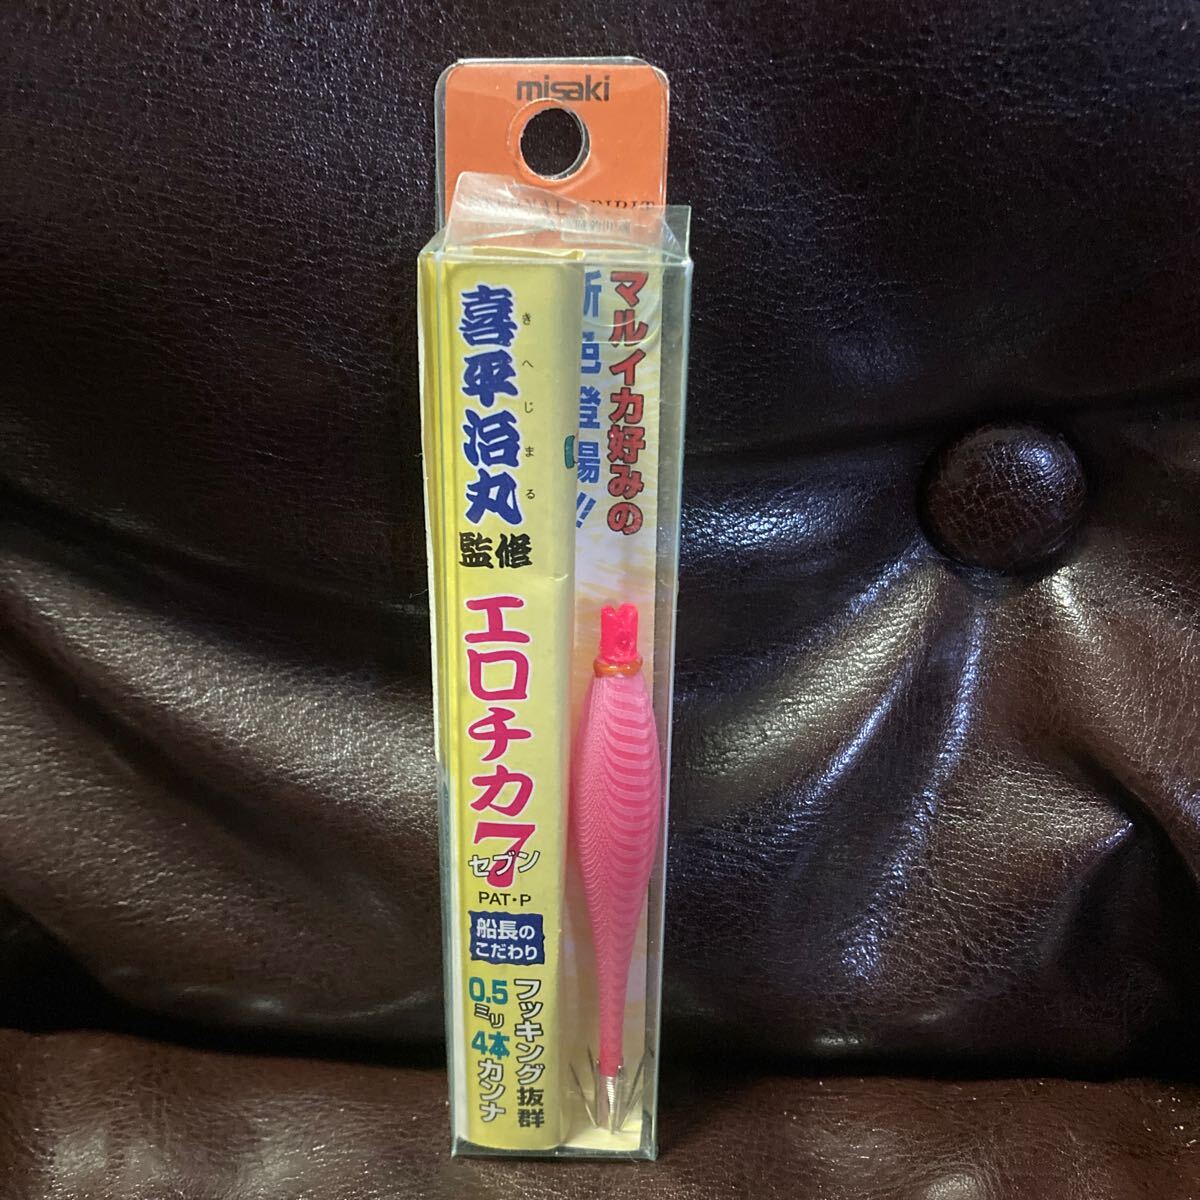 misaki
マルイカ好みの
新色登場!!
喜平治丸
きへじまる
監修
エロチカ7
セブン
PAT・P
船長の
こだわり
フッキング抜群
0.5ミリ4本カンナ